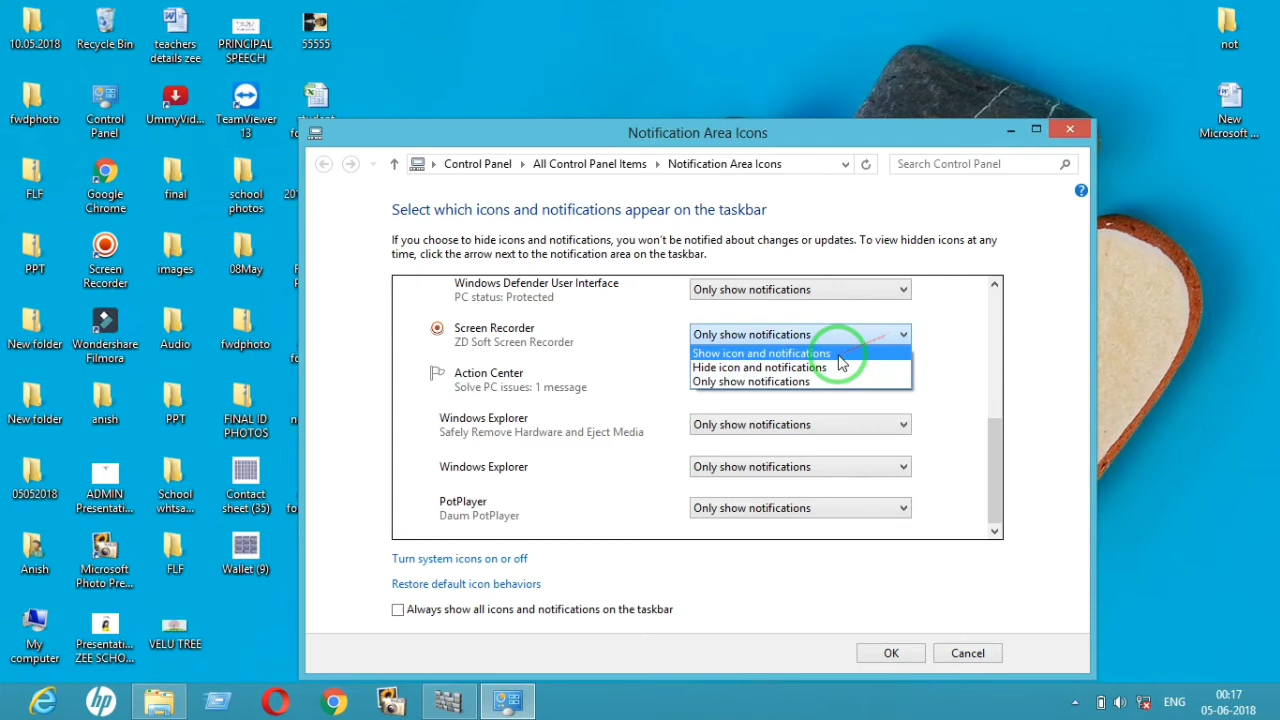 10.05.2018
Recycle Bin
teachers
details zee
PRINCIPAL
SPEECH
55555
not
fwdphoto
Control
Panel
UmmyVid...
TeamViewer
13
New
Microsoft ...
FLF
Google
Chrome
final
school
photos
PPT
Screen
Recorder
images
08May
New folder
Wondershare
Filmora
Audio
fwdphoto
New folder
anish
PPT
FINAL ID
PHOTOS
05052018
ADMIN
Presentati...
School
whtsa...
Contact
sheet (35)
Anish
Microsoft
Photo Pre...
FLF
Wallet (9)
My
computer
Presentati...
ZEE SCHO...
VELU TREE
Notification Area Icons
Control Panel
All Control Panel Items
Notification Area Icons
Search Control Panel
Select which icons and notifications appear on the taskbar
If you choose to hide icons and notifications, you won't be notified about changes or updates. To view hidden icons at any
time, click the arrow next to the notification area on the taskbar.
Windows Defender User Interface
PC status: Protected
Only show notifications
Screen Recorder
ZD Soft Screen Recorder
Only show notifications
Show icon and notifications
Hide icon and notifications
Only show notifications
Action Center
Solve PC issues: 1 message
Windows Explorer
Safely Remove Hardware and Eject Media
Only show notifications
Windows Explorer
Only show notifications
PotPlayer
Daum PotPlayer
Only show notifications
Turn system icons on or off
Restore default icon behaviors
Always show all icons and notifications on the taskbar
OK
Cancel
ENG
00:17
05-06-2018